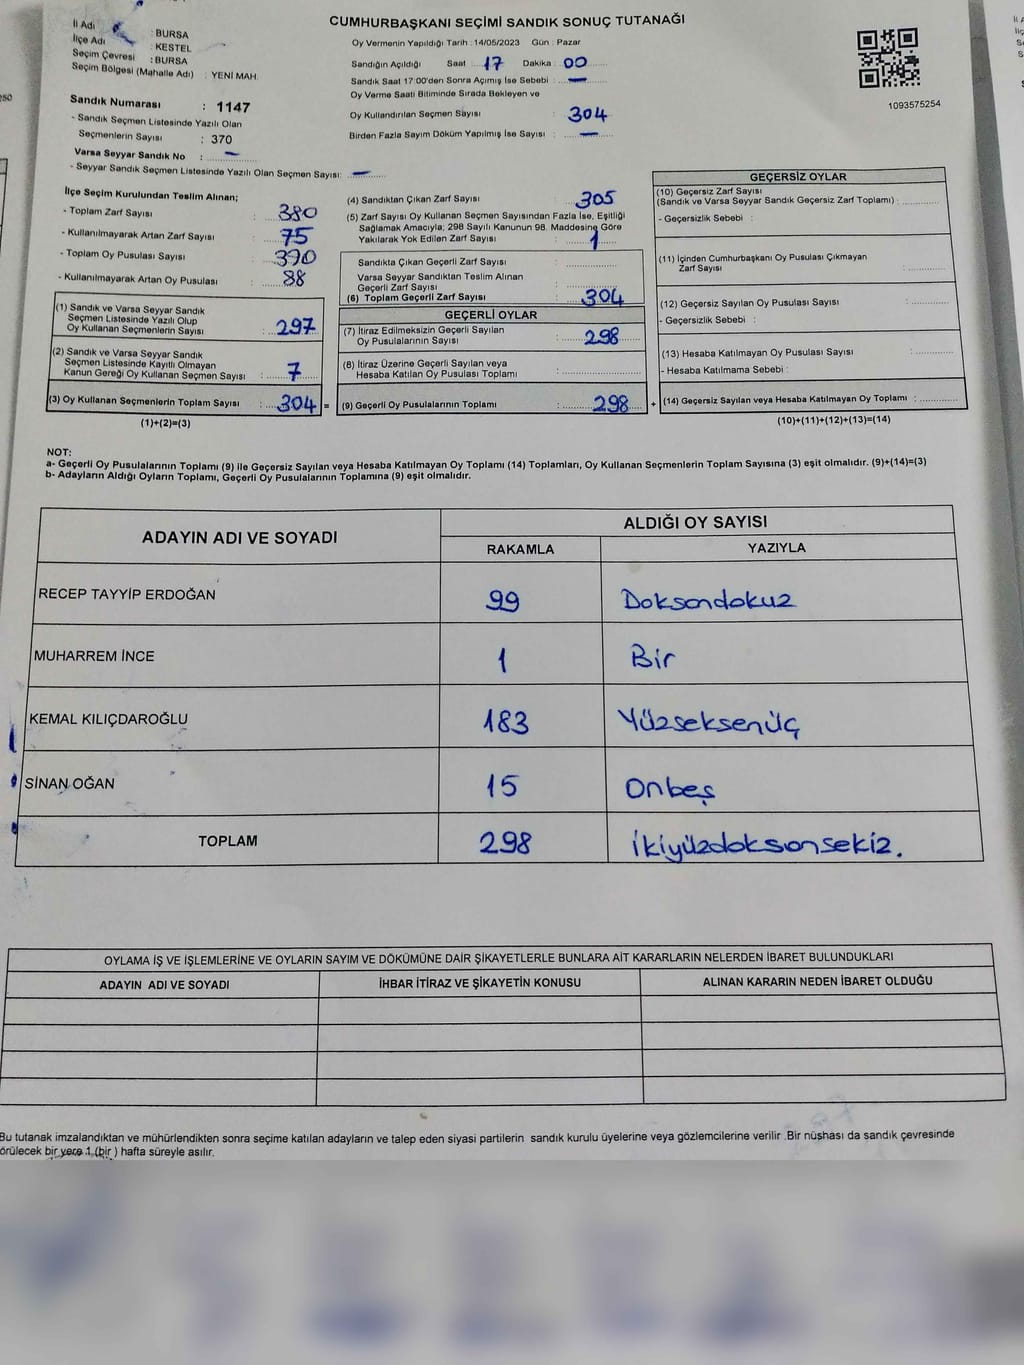 CUMHURBAŞKANI SEÇİMİ SANDIK SONUÇ TUTANAĞI
İl Adı : BURSA
İlçe Adı : KESTEL
Seçim Çevresi : BURSA
Seçim Bölgesi (Mahalle Adı) : YENİ MAH.
Sandık Numarası : 1147
- Sandık Seçmen Listesinde Yazılı Olan
Seçmenlerin Sayısı : 370
Varsa Seyyar Sandık No : —
- Seyyar Sandık Seçmen Listesinde Yazılı Olan Seçmen Sayısı: —
Oy Vermenin Yapıldığı Tarih : 14/05/2023 Gün : Pazar
Sandığın Açıldığı Saat 17 Dakika : 00
Sandık Saat 17:00'den Sonra Açımış İse Sebebi : —
Oy Verme Saati Bitiminde Sırada Bekleyen ve
Oy Kullandırılan Seçmen Sayısı : 304
Birden Fazla Sayım Döküm Yapılmış İse Sayısı : —
1093575254
İlçe Seçim Kurulundan Teslim Alınan;
- Toplam Zarf Sayısı : 380
- Kullanılmayarak Artan Zarf Sayısı : 75
- Toplam Oy Pusulası Sayısı : 390
- Kullanılmayarak Artan Oy Pusulası : 88
(1) Sandık ve Varsa Seyyar Sandık
Seçmen Listesinde Yazılı Olup
Oy Kullanan Seçmenlerin Sayısı : 297
(2) Sandık ve Varsa Seyyar Sandık
Seçmen Listesinde Kayıtlı Olmayan
Kanun Gereği Oy Kullanan Seçmen Sayısı : 7
(3) Oy Kullanan Seçmenlerin Toplam Sayısı : 304 =
(1)+(2)=(3)
(4) Sandıktan Çıkan Zarf Sayısı : 305
(5) Zarf Sayısı Oy Kullanan Seçmen Sayısından Fazla İse, Eşitliği
Sağlamak Amacıyla; 298 Sayılı Kanunun 98. Maddesine Göre
Yakılarak Yok Edilen Zarf Sayısı : 1
Sandıkta Çıkan Geçerli Zarf Sayısı :
Varsa Seyyar Sandıktan Teslim Alınan
Geçerli Zarf Sayısı :
(6) Toplam Geçerli Zarf Sayısı : 304
GEÇERLİ OYLAR
(7) İtiraz Edilmeksizin Geçerli Sayılan
Oy Pusulalarının Sayısı : 298
(8) İtiraz Üzerine Geçerli Sayılan veya
Hesaba Katılan Oy Pusulası Toplamı :
(9) Geçerli Oy Pusulalarının Toplamı : 298 +
GEÇERSİZ OYLAR
(10) Geçersiz Zarf Sayısı
(Sandık ve Varsa Seyyar Sandık Geçersiz Zarf Toplamı) :
- Geçersizlik Sebebi :
(11) İçinden Cumhurbaşkanı Oy Pusulası Çıkmayan
Zarf Sayısı :
(12) Geçersiz Sayılan Oy Pusulası Sayısı :
- Geçersizlik Sebebi :
(13) Hesaba Katılmayan Oy Pusulası Sayısı :
- Hesaba Katılmama Sebebi :
(14) Geçersiz Sayılan veya Hesaba Katılmayan Oy Toplamı :
(10)+(11)+(12)+(13)=(14)
NOT:
a- Geçerli Oy Pusulalarının Toplamı (9) ile Geçersiz Sayılan veya Hesaba Katılmayan Oy Toplamı (14) Toplamları, Oy Kullanan Seçmenlerin Toplam Sayısına (3) eşit olmalıdır. (9)+(14)=(3)
b- Adayların Aldığı Oyların Toplamı, Geçerli Oy Pusulalarının Toplamına (9) eşit olmalıdır.
ADAYIN ADI VE SOYADI ALDIĞI OY SAYISI
RAKAMLA YAZIYLA
RECEP TAYYİP ERDOĞAN 99 Doksandokuz
MUHARREM İNCE 1 Bir
KEMAL KILIÇDAROĞLU 183 Yüzseksenüç
SİNAN OĞAN 15 Onbeş
TOPLAM 298 İkiyüzdoksansekiz.
OYLAMA İŞ VE İŞLEMLERİNE VE OYLARIN SAYIM VE DÖKÜMÜNE DAİR ŞİKAYETLERLE BUNLARA AİT KARARLARIN NELERDEN İBARET BULUNDUKLARI
ADAYIN ADI VE SOYADI İHBAR İTİRAZ VE ŞİKAYETİN KONUSU ALINAN KARARIN NEDEN İBARET OLDUĞU
Bu tutanak imzalandıktan ve mühürlendikten sonra seçime katılan adayların ve talep eden siyasi partilerin sandık kurulu üyelerine veya gözlemcilerine verilir .Bir nüshası da sandık çevresinde
örülecek bir yere 1 (bir) hafta süreyle asılır.